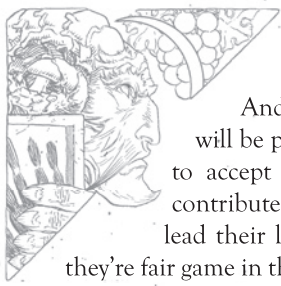 And
will be p
to accept
contribute
lead their l
they're fair game in th